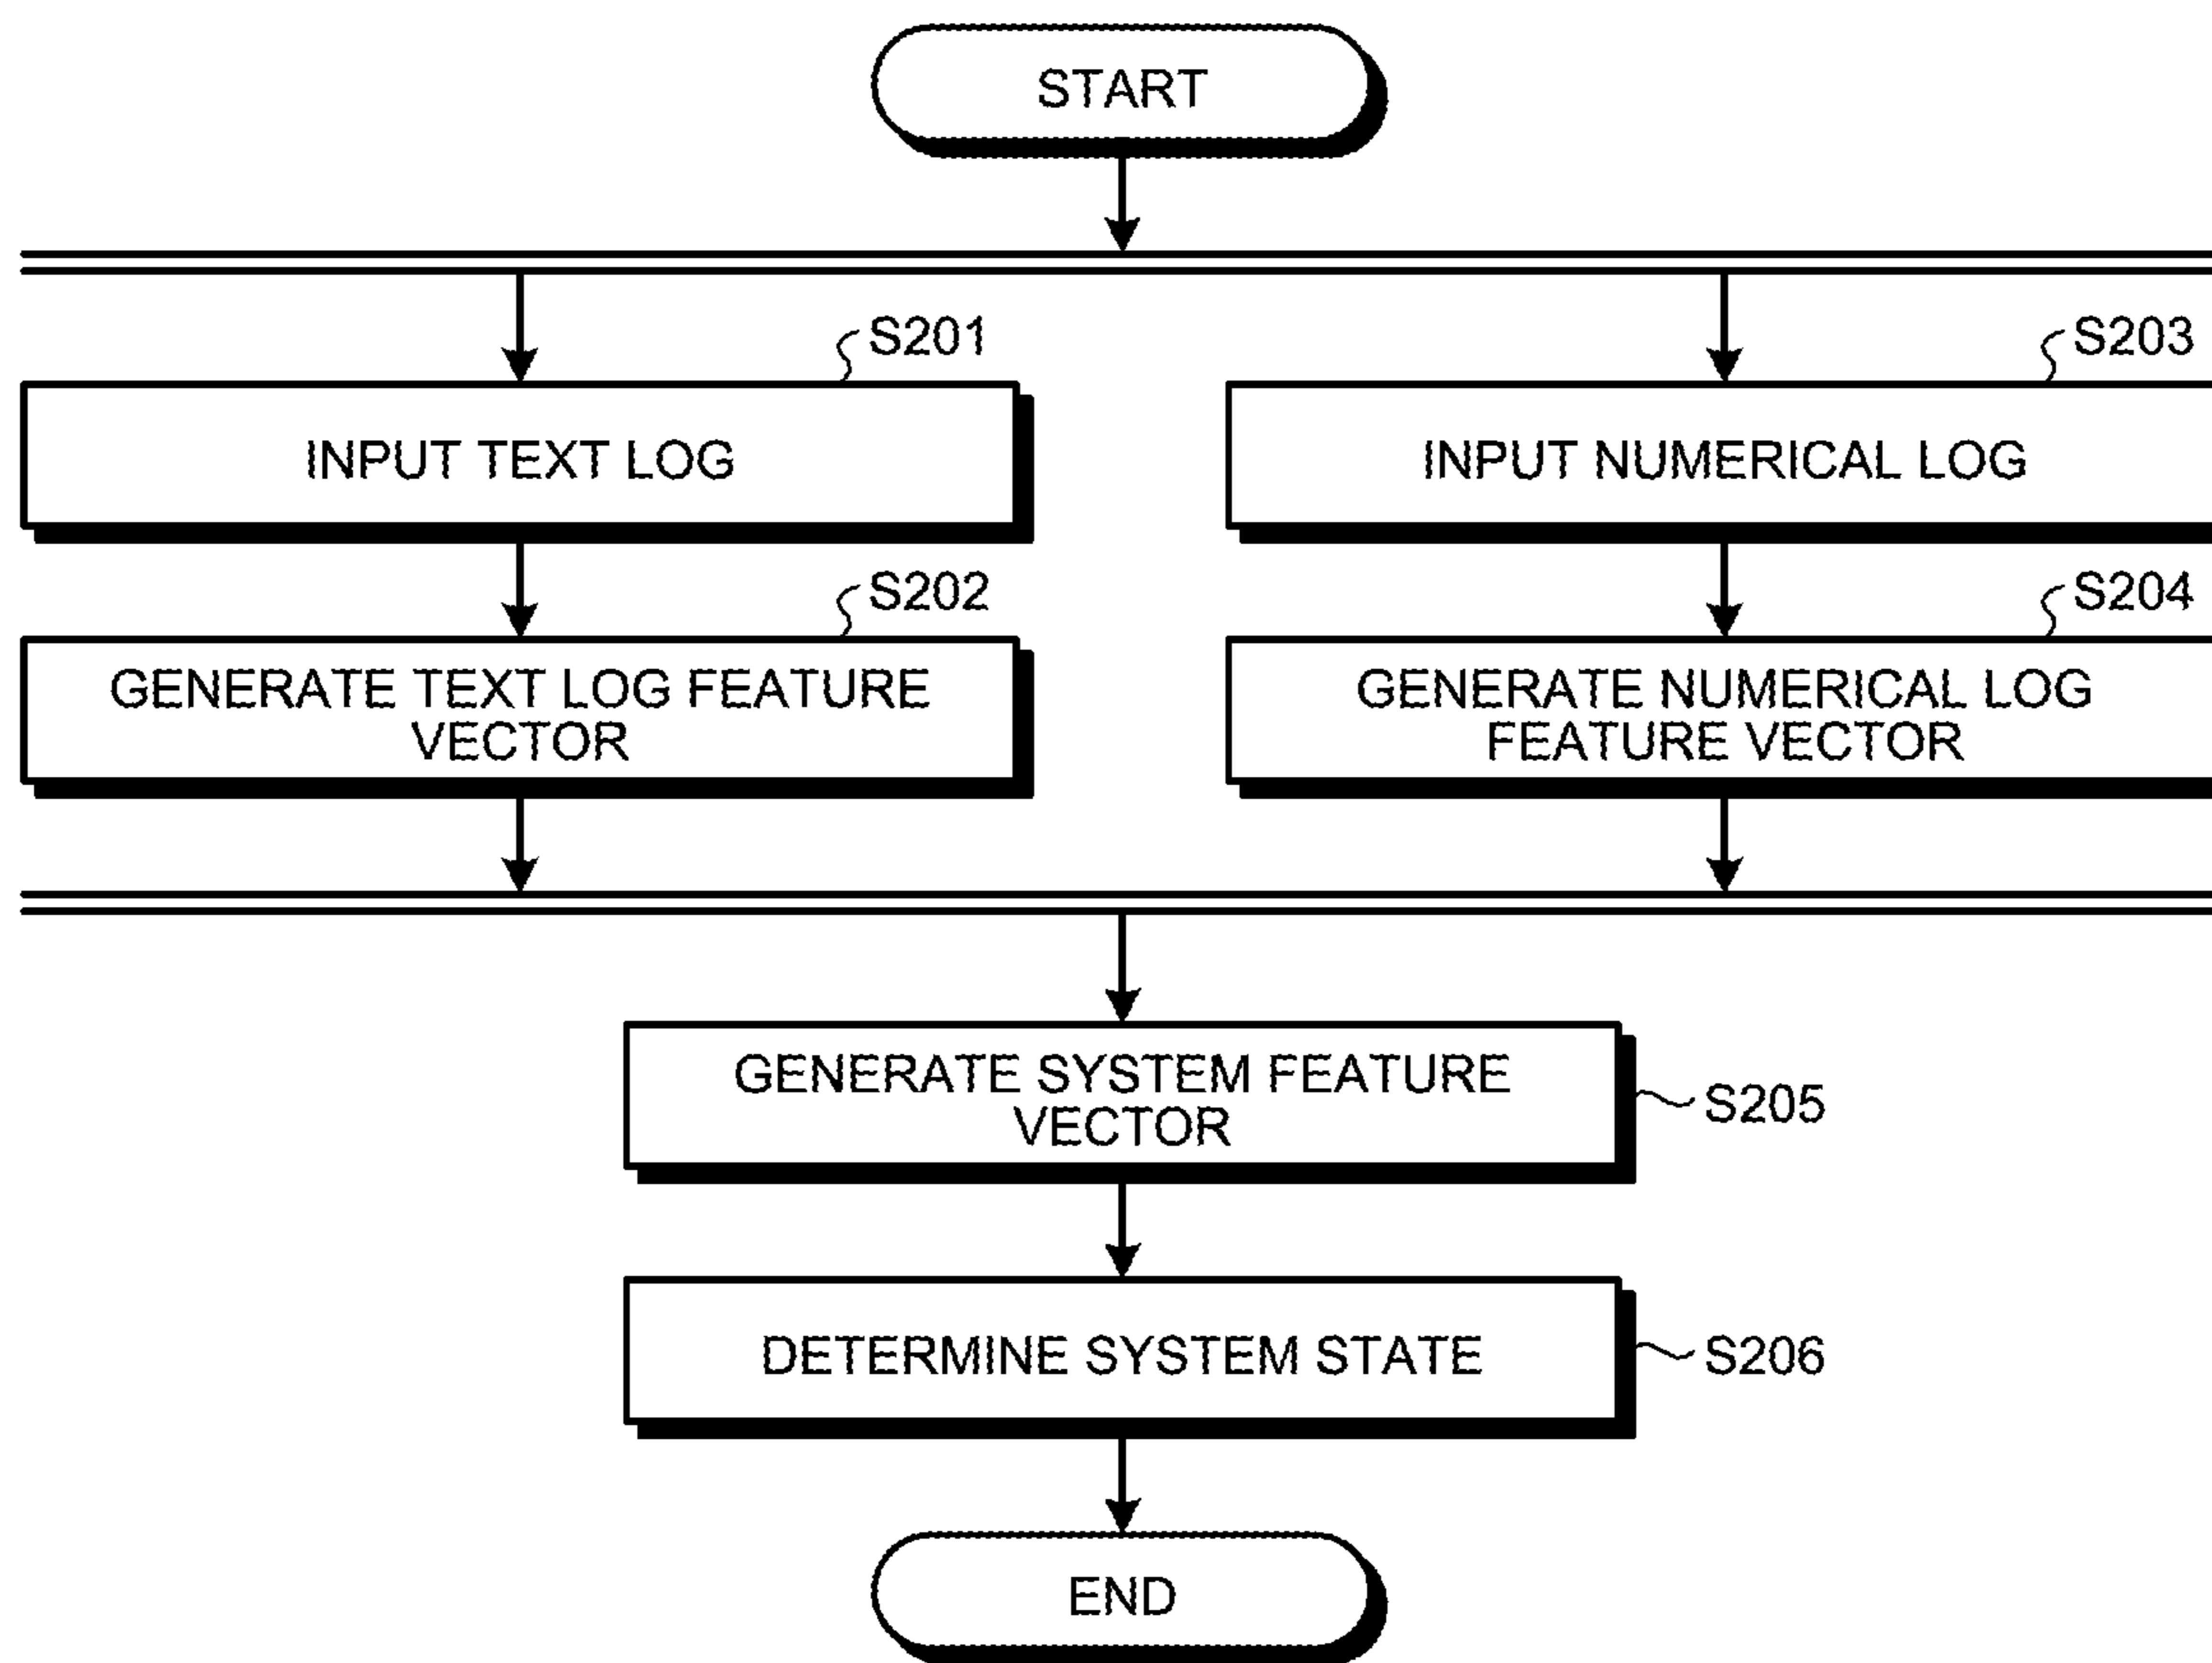 START
S201
INPUT TEXT LOG
S202
GENERATE TEXT LOG FEATURE
VECTOR
S203
INPUT NUMERICAL LOG
S204
GENERATE NUMERICAL LOG
FEATURE VECTOR
GENERATE SYSTEM FEATURE
VECTOR
S205
DETERMINE SYSTEM STATE
S206
END